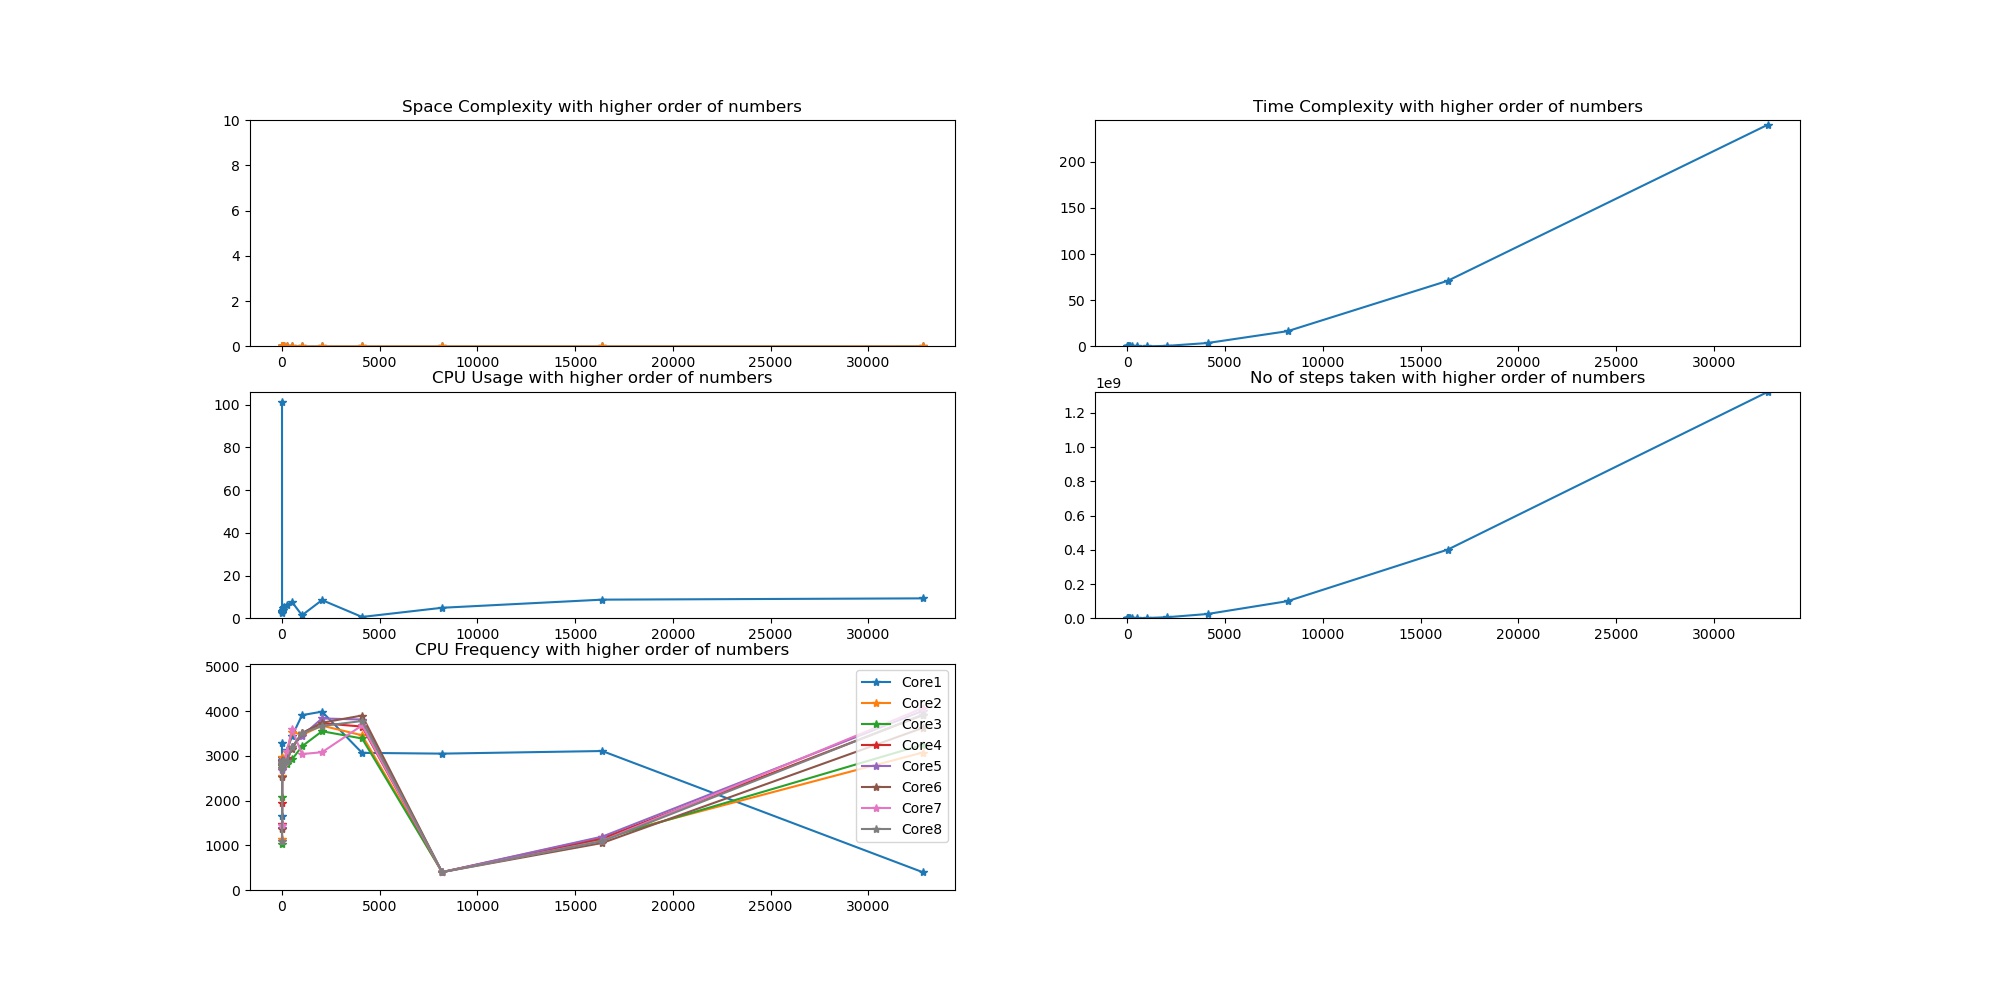 Space Complexity with higher order of numbers
10
8
6
4
2
0
0 5000 10000 15000 20000 25000 30000
Time Complexity with higher order of numbers
200
150
100
50
0
0 5000 10000 15000 20000 25000 30000
CPU Usage with higher order of numbers
100
80
60
40
20
0
0 5000 10000 15000 20000 25000 30000
No of steps taken with higher order of numbers
1e9
1.2
1.0
0.8
0.6
0.4
0.2
0.0
0 5000 10000 15000 20000 25000 30000
CPU Frequency with higher order of numbers
5000
4000
3000
2000
1000
0
0 5000 10000 15000 20000 25000 30000
Core1
Core2
Core3
Core4
Core5
Core6
Core7
Core8